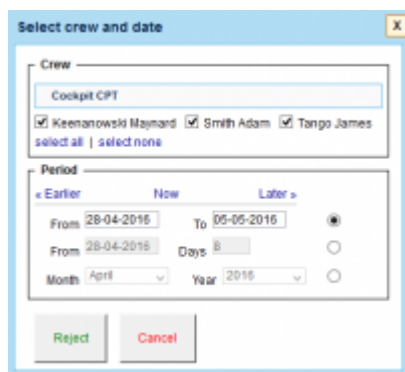 Select crew and date X
Crew
Cockpit CPT
Keenanowski Maynard Smith Adam Tango James
select all | select none
Period
« Earlier Now Later »
From 28-04-2016 To 05-05-2016
From 28-04-2016 Days 8
Month April Year 2016
Reject Cancel